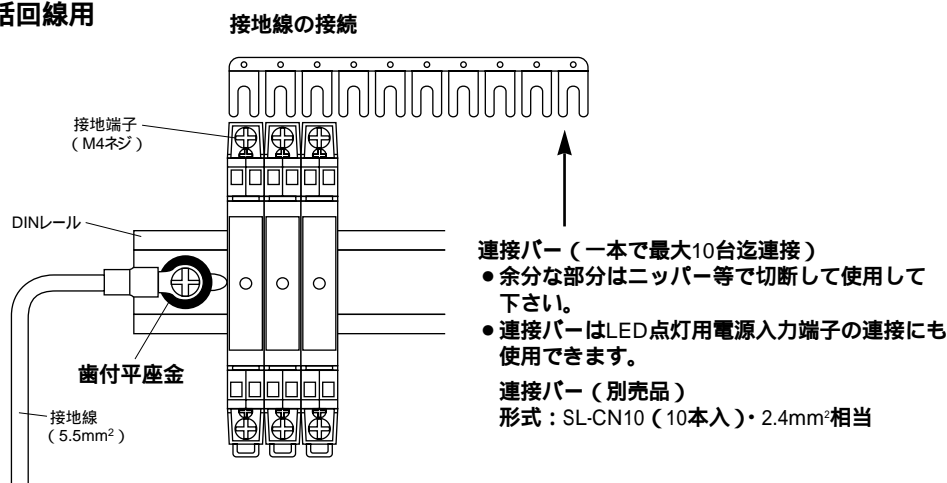 話回線用
接地線の接続
接地端子
（M4ネジ）
DINレール
歯付平座金
接地線
（5.5mm²）
連接バー（一本で最大10台迄連接）
● 余分な部分はニッパー等で切断して使用して
下さい。
● 連接バーはLED点灯用電源入力端子の連接にも
使用できます。
連接バー（別売品）
形式：SL-CN10（10本入）・2.4mm²相当